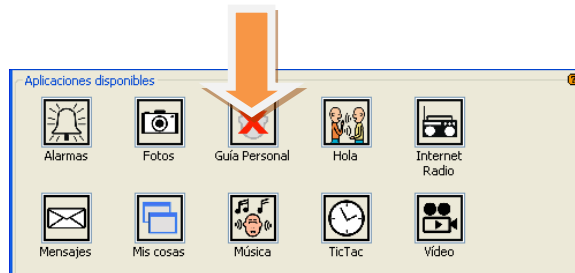 Aplicaciones disponibles
Alarmas
Fotos
Guía Personal
Hola
Internet
Radio
Mensajes
Mis cosas
Música
TicTac
Vídeo